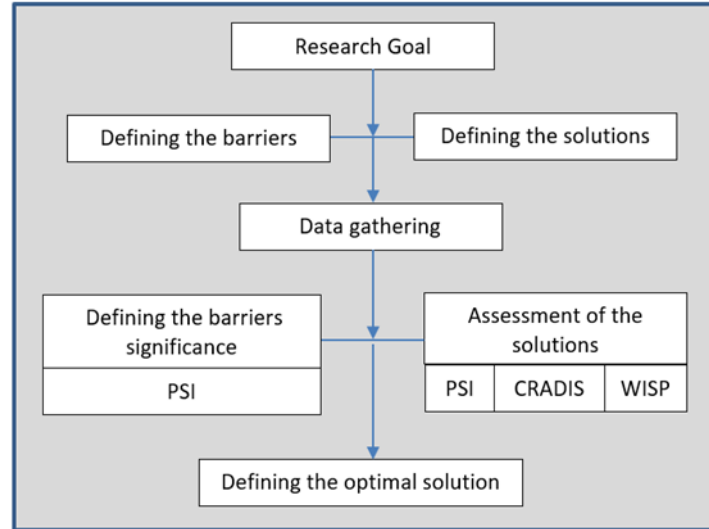 Research Goal
Defining the barriers
Defining the solutions
Data gathering
Defining the barriers
significance
PSI
Assessment of the
solutions
PSI
CRADIS
WISP
Defining the optimal solution